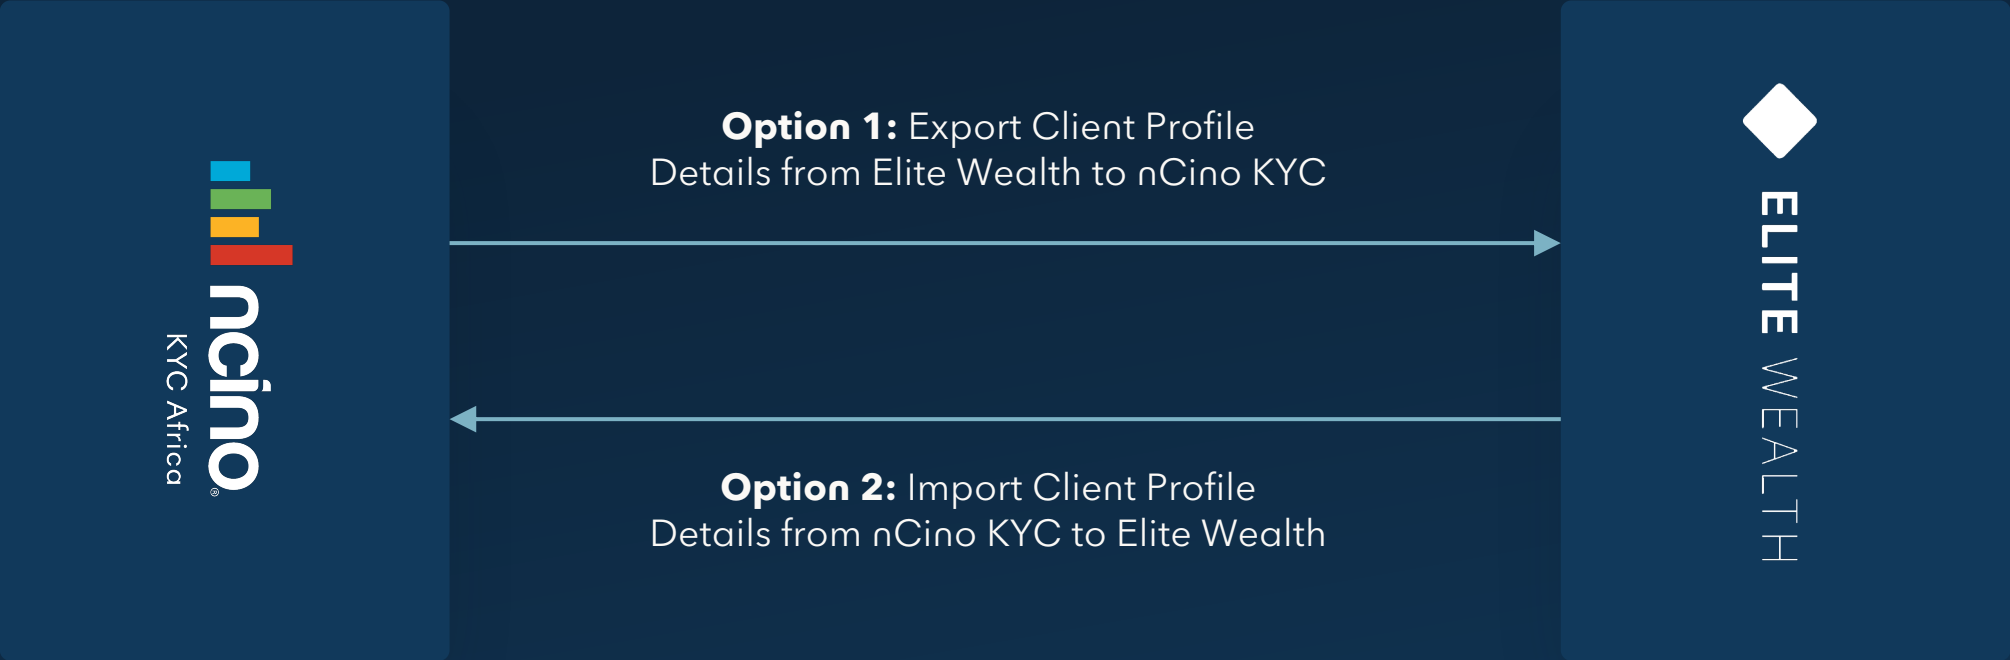 ncino®
KYC Africa
Option 1: Export Client Profile
Details from Elite Wealth to nCino KYC
Option 2: Import Client Profile
Details from nCino KYC to Elite Wealth
ELITE WEALTH